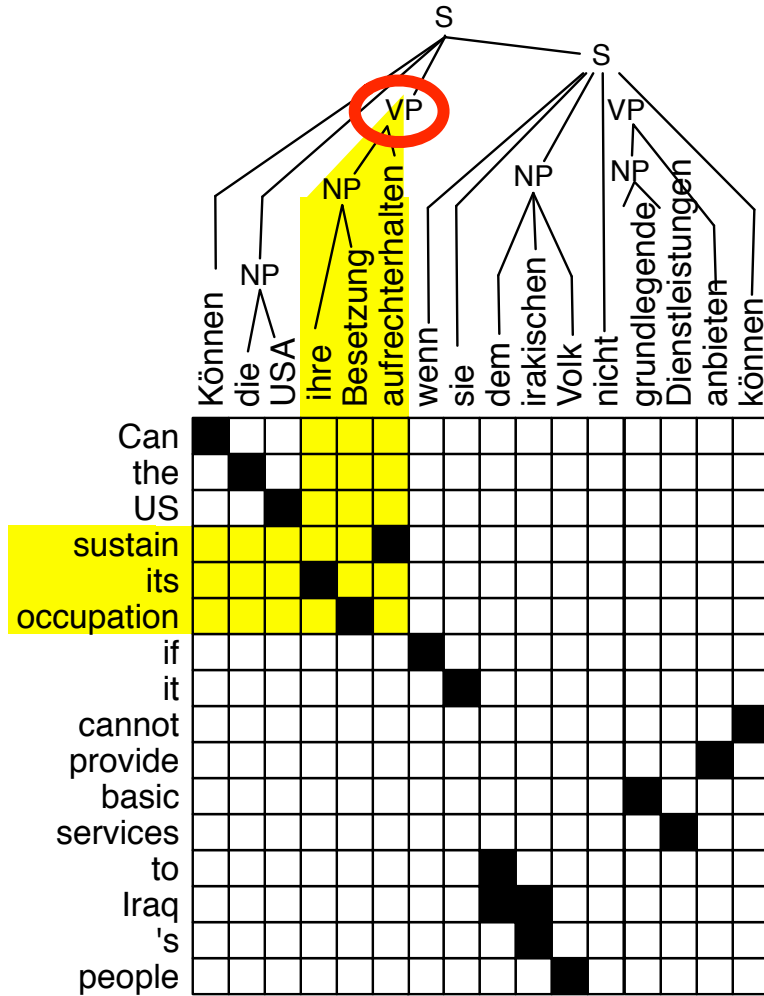 S
S
VP
VP
NP
NP
NP
NP
Können
die
USA
ihre
Besetzung
aufrechterhalten
wenn
sie
dem
irakischen
Volk
nicht
grundlegende
Dienstleistungen
anbieten
können
Can
the
US
sustain
its
occupation
if
it
cannot
provide
basic
services
to
Iraq
's
people